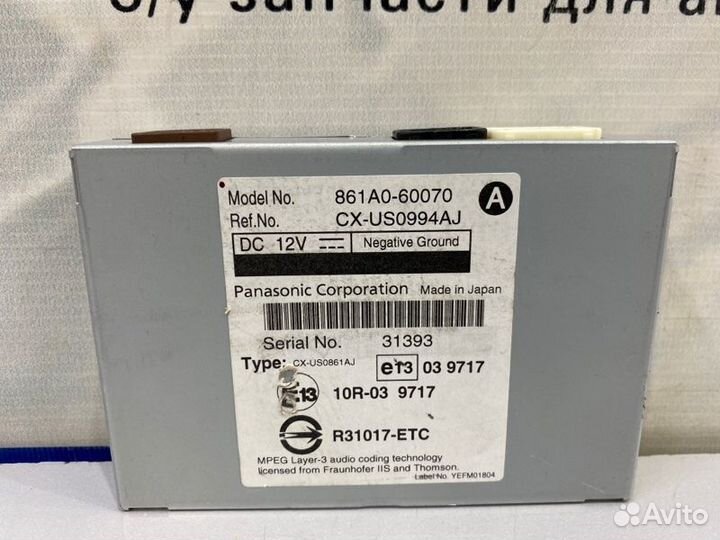 б/у запчасти для ав
Model No. 861A0-60070
Ref.No. CX-US0994AJ
A
DC 12V Negative Ground
Panasonic Corporation Made in Japan
Serial No. 31393
Type: CX-US0861AJ e13 03 9717
E13 10R-03 9717
R31017-ETC
MPEG Layer-3 audio coding technology
licensed from Fraunhofer IIS and Thomson.
Label No. YEFM01804
Avito